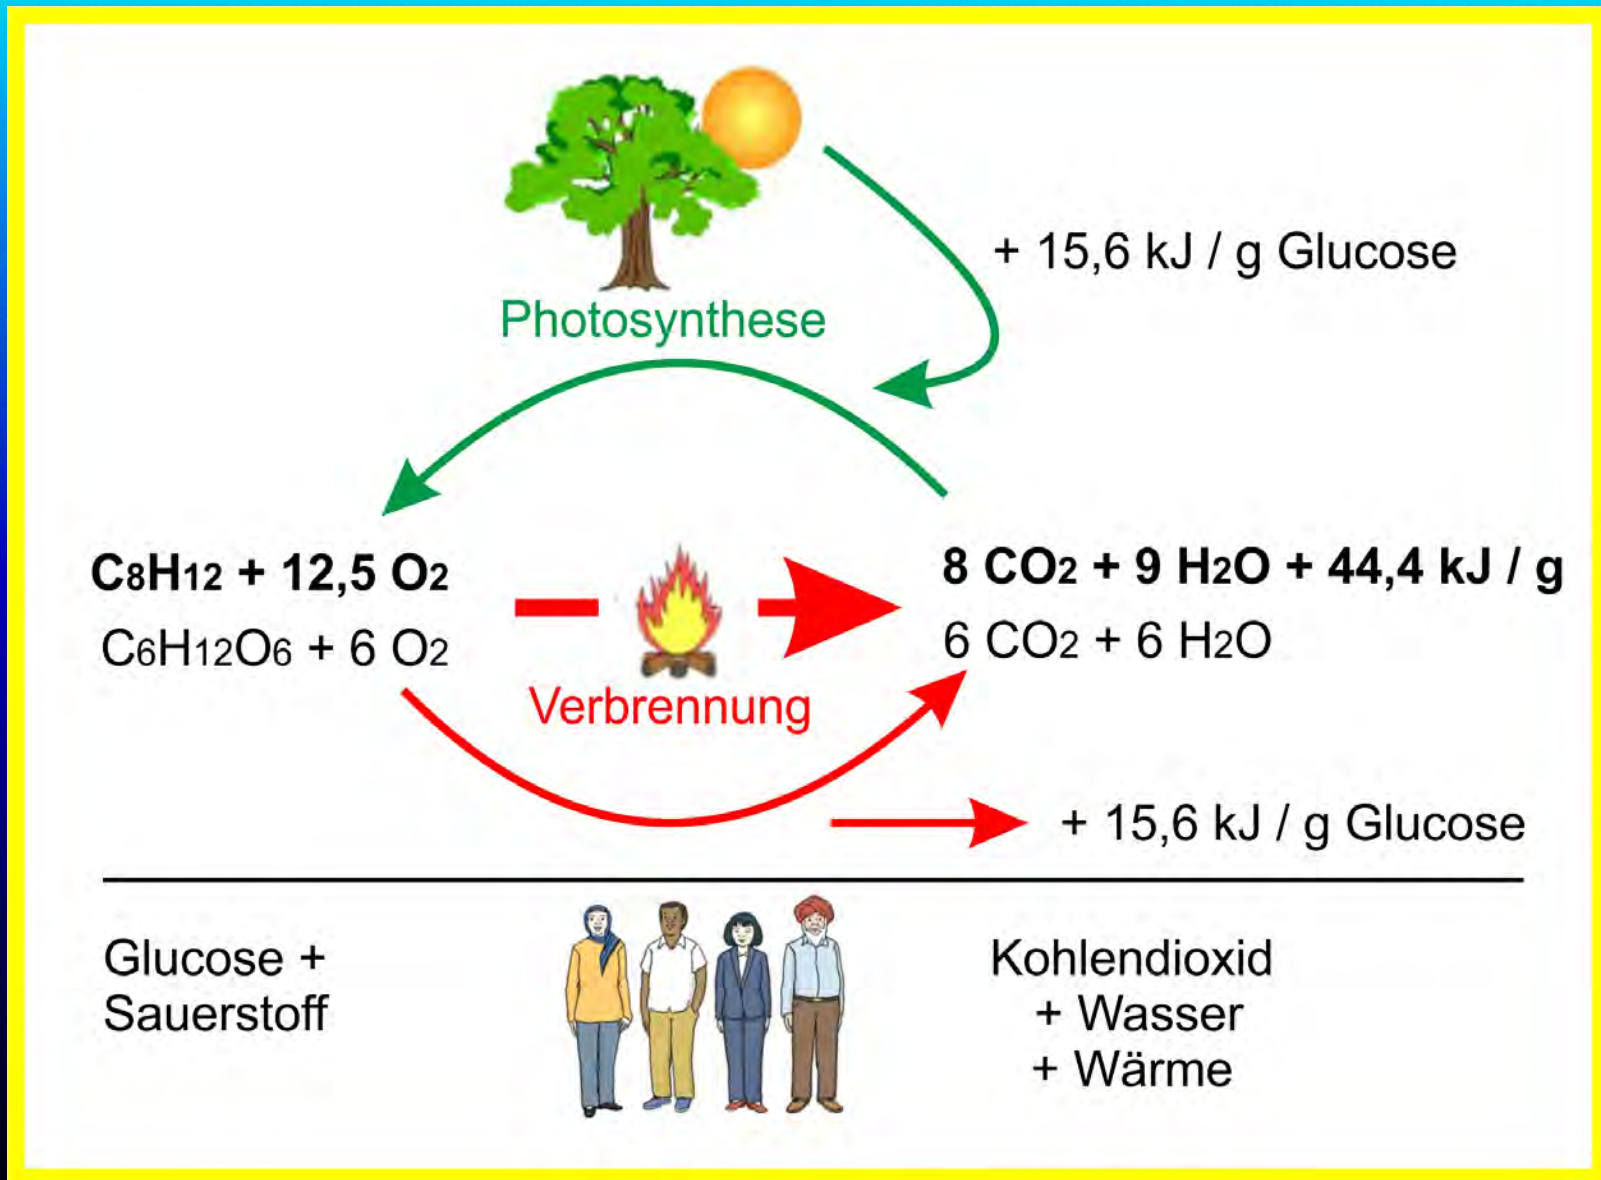 + 15,6 kJ / g Glucose
Photosynthese
C8H12 + 12,5 O2
8 CO2 + 9 H2O + 44,4 kJ / g
C6H12O6 + 6 O2
6 CO2 + 6 H2O
Verbrennung
+ 15,6 kJ / g Glucose
Glucose +
Sauerstoff
Kohlendioxid
+ Wasser
+ Wärme